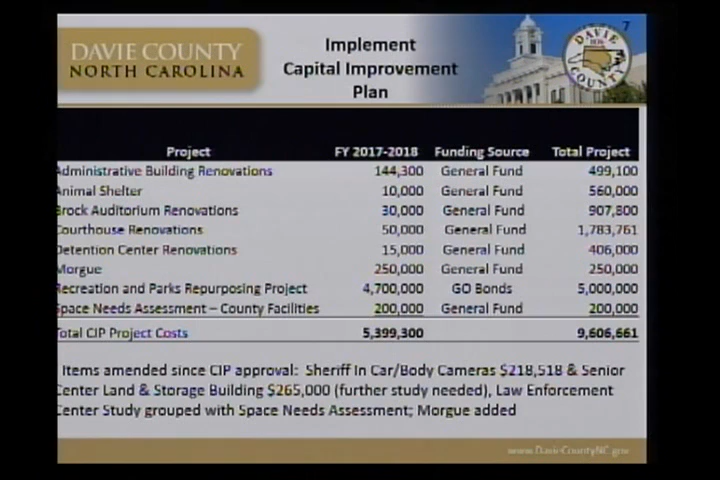 7
DAVIE COUNTY
NORTH CAROLINA
Implement
Capital Improvement
Plan
DAVIE
1836
COUNTY
Project FY 2017-2018 Funding Source Total Project
Administrative Building Renovations 144,300 General Fund 499,100
Animal Shelter 10,000 General Fund 560,000
Brock Auditorium Renovations 30,000 General Fund 907,800
Courthouse Renovations 50,000 General Fund 1,783,761
Detention Center Renovations 15,000 General Fund 406,000
Morgue 250,000 General Fund 250,000
Recreation and Parks Repurposing Project 4,700,000 GO Bonds 5,000,000
Space Needs Assessment – County Facilities 200,000 General Fund 200,000
Total CIP Project Costs 5,399,300 9,606,661
Items amended since CIP approval: Sheriff In Car/Body Cameras $218,518 & Senior
Center Land & Storage Building $265,000 (further study needed), Law Enforcement
Center Study grouped with Space Needs Assessment; Morgue added
www.DavieCountyNC.gov